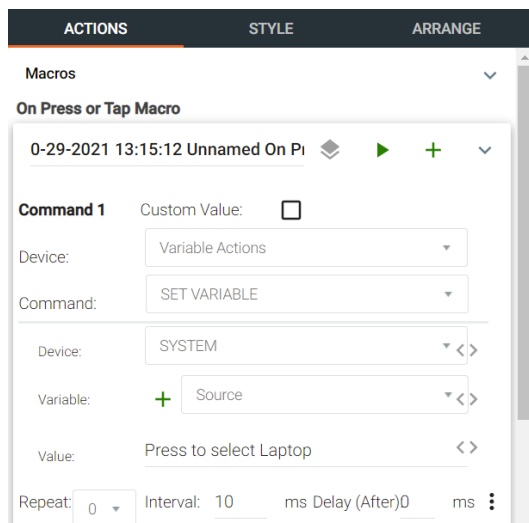 ACTIONS STYLE ARRANGE
Macros
On Press or Tap Macro
0-29-2021 13:15:12 Unnamed On Pr
Command 1 Custom Value:
Device: Variable Actions
Command: SET VARIABLE
Device: SYSTEM
Variable: + Source
Value: Press to select Laptop
Repeat: 0 Interval: 10 ms Delay (After): 0 ms